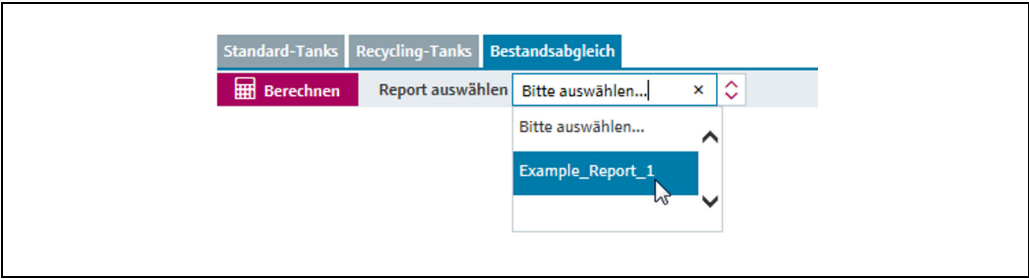 Standard-Tanks Recycling-Tanks Bestandsabgleich
Berechnen Report auswählen Bitte auswählen...
Bitte auswählen...
Example_Report_1